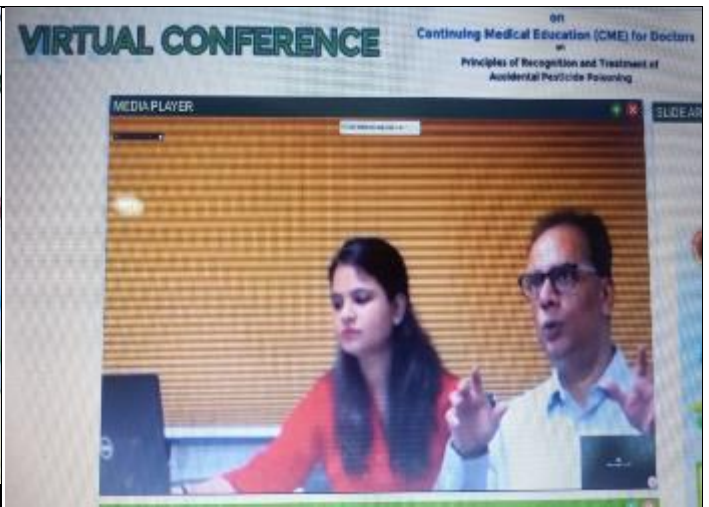 VIRTUAL CONFERENCE
on
Continuing Medical Education (CME) for Doctors
on
Principles of Recognition and Treatment of
Accidental Pesticide Poisoning
MEDIA PLAYER
SLIDE AR